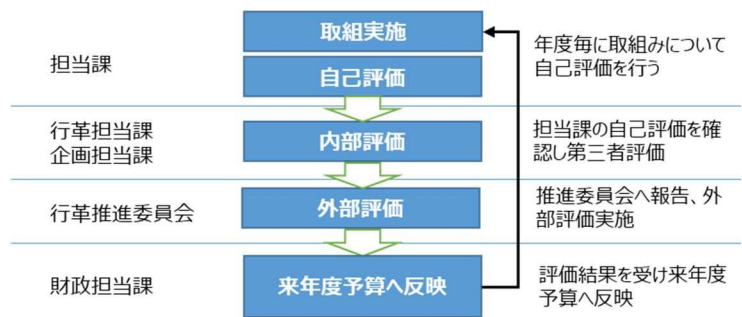 取組実施
担当課
自己評価
年度毎に取組みについて
自己評価を行う
行革担当課
企画担当課
内部評価
担当課の自己評価を確
認し第三者評価
行革推進委員会
外部評価
推進委員会へ報告、外
部評価実施
財政担当課
来年度予算へ反映
評価結果を受け来年度
予算へ反映